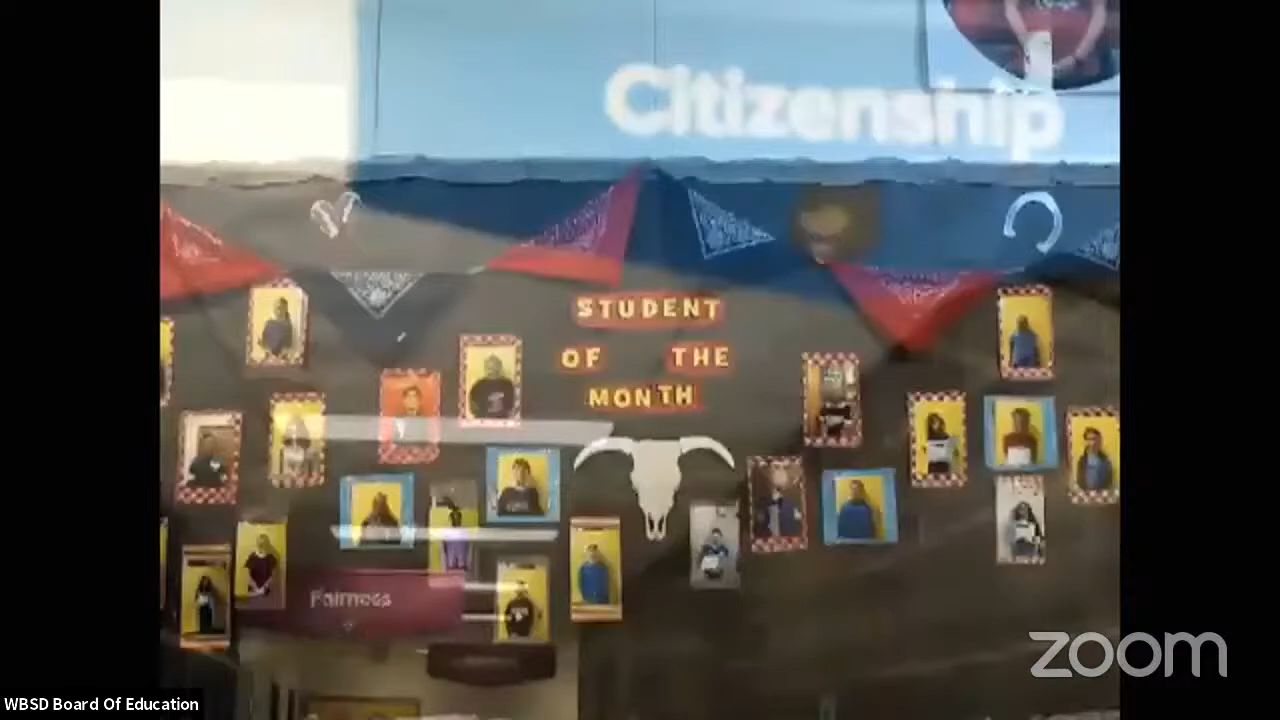 Citizenship
STUDENT
OF THE
MONTH
Fairness
zoom
WBSD Board Of Education